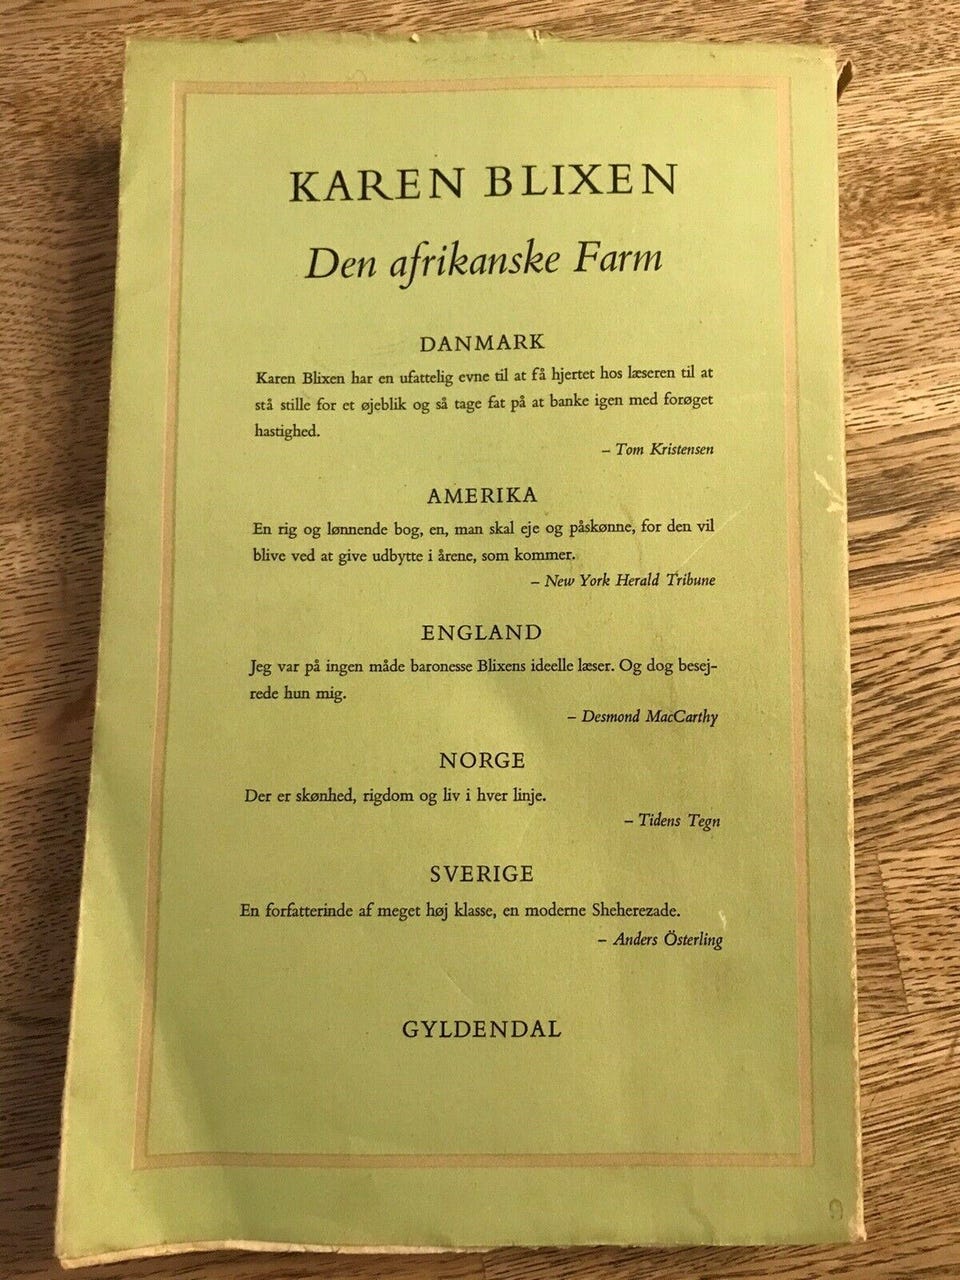 KAREN BLIXEN
Den afrikanske Farm
DANMARK
Karen Blixen har en ufattelig evne til at få hjertet hos læseren til at
stå stille for et øjeblik og så tage fat på at banke igen med forøget
hastighed.
– Tom Kristensen
AMERIKA
En rig og lønnende bog, en, man skal eje og påskønne, for den vil
blive ved at give udbytte i årene, som kommer.
– New York Herald Tribune
ENGLAND
Jeg var på ingen måde baronesse Blixens ideelle læser. Og dog besej-
rede hun mig.
– Desmond MacCarthy
NORGE
Der er skønhed, rigdom og liv i hver linje.
– Tidens Tegn
SVERIGE
En forfatterinde af meget høj klasse, en moderne Sheherezade.
– Anders Österling
GYLDENDAL